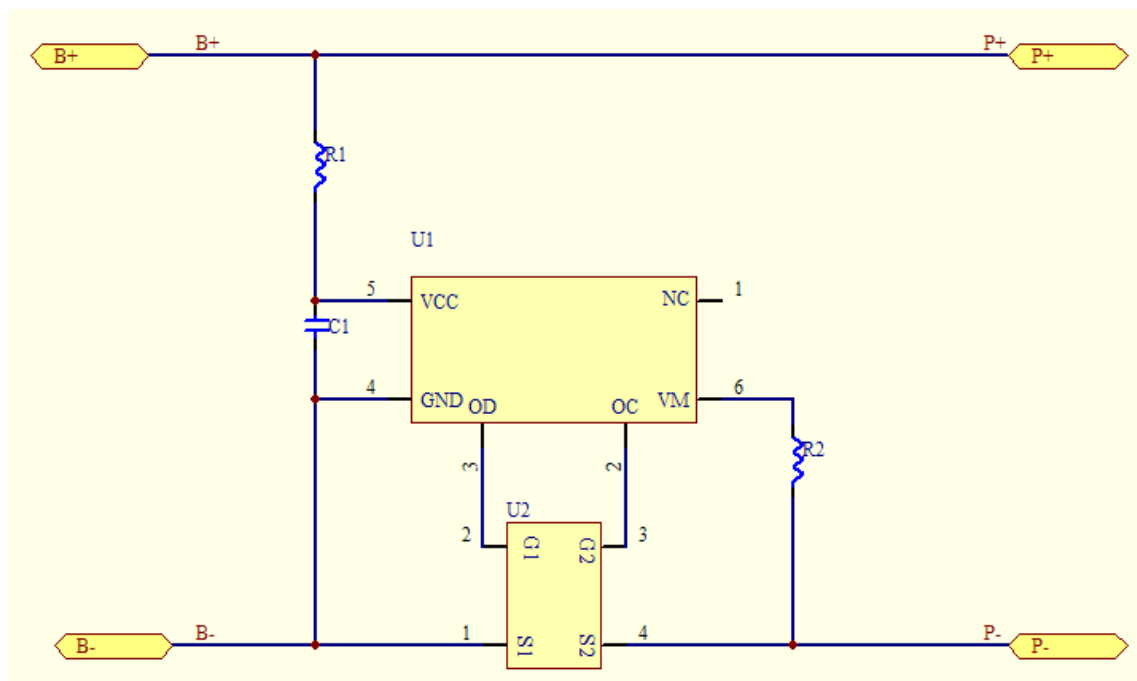 B+ B+ P+ P+
R1
U1
5 VCC NC 1
C1
4 GND OD OC VM 6
R2
3 2
U2
2 G1 G2 3
B- B- 1 S1 S2 4 P- P-